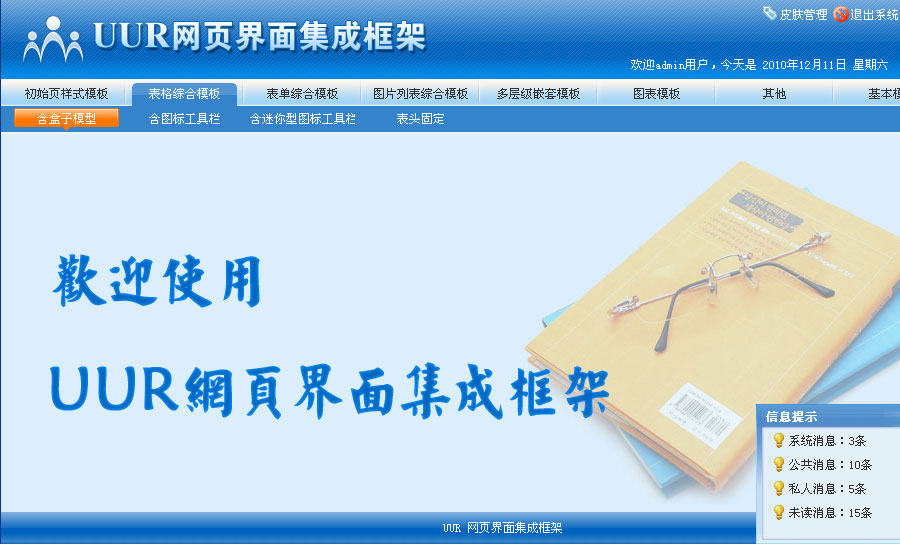 UUR网页界面集成框架
皮肤管理 退出系统
欢迎admin用户，今天是 2010年12月11日 星期六
初始页样式模板 表格综合模板 表单综合模板 图片列表综合模板 多层级嵌套模板 图表模板 其他 基本模
含盒子模型 含图标工具栏 含迷你型图标工具栏 表头固定
歡迎使用
UUR網頁界面集成框架
信息提示
系统消息：3条
公共消息：10条
私人消息：5条
未读消息：15条
UUR 网页界面集成框架